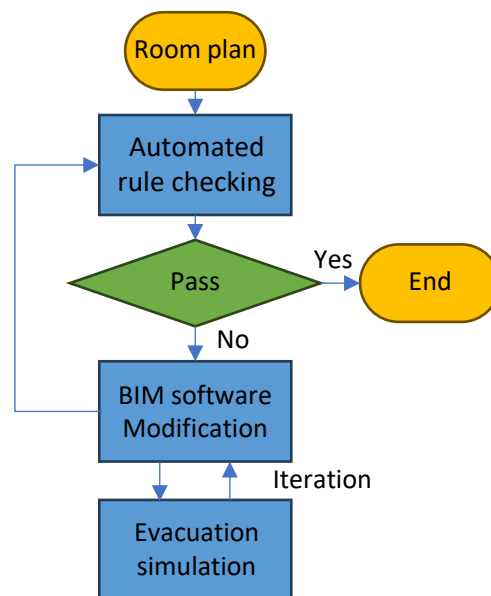 Room plan
Automated
rule checking
Pass
Yes
End
No
BIM software
Modification
Iteration
Evacuation
simulation